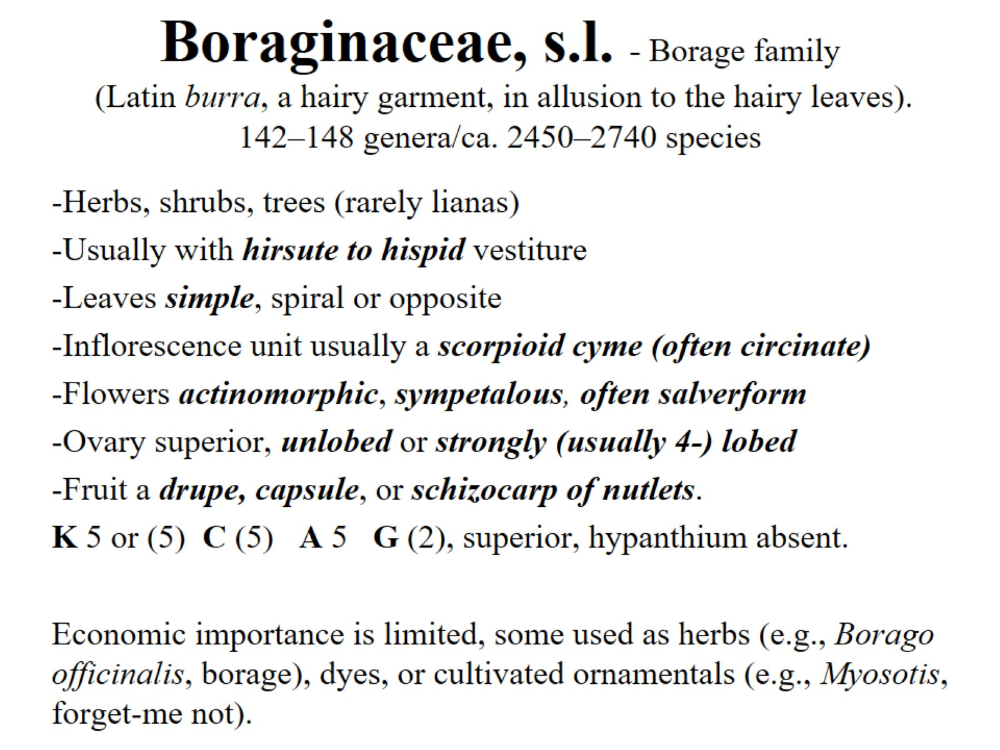 Boraginaceae, s.l. - Borage family
(Latin burra, a hairy garment, in allusion to the hairy leaves).
142–148 genera/ca. 2450–2740 species
-Herbs, shrubs, trees (rarely lianas)
-Usually with hirsute to hispid vestiture
-Leaves simple, spiral or opposite
-Inflorescence unit usually a scorpioid cyme (often circinate)
-Flowers actinomorphic, sympetalous, often salverform
-Ovary superior, unlobed or strongly (usually 4-) lobed
-Fruit a drupe, capsule, or schizocarp of nutlets.
K 5 or (5) C (5) A 5 G (2), superior, hypanthium absent.
Economic importance is limited, some used as herbs (e.g., Borago
officinalis, borage), dyes, or cultivated ornamentals (e.g., Myosotis,
forget-me not).